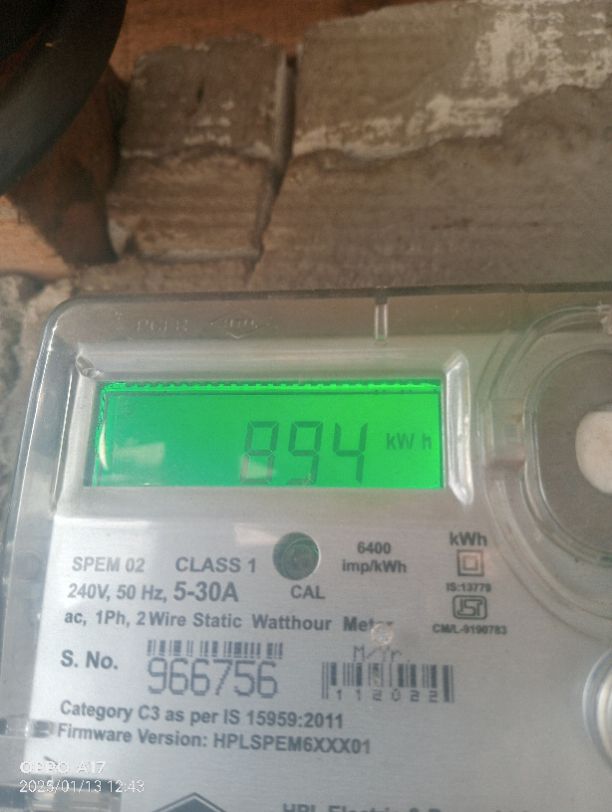 894 kWh
SPEM 02 CLASS 1 6400 imp/kWh kWh
240V, 50 Hz, 5-30A CAL IS:13779
ac, 1Ph, 2Wire Static Watthour Meter CM/L-9190783
S. No. 966756 M/Yr.
112022
Category C3 as per IS 15959:2011
Firmware Version: HPLSPEM6XXX01
HPL Electric &
OPPO A17
2025/01/13 12:43